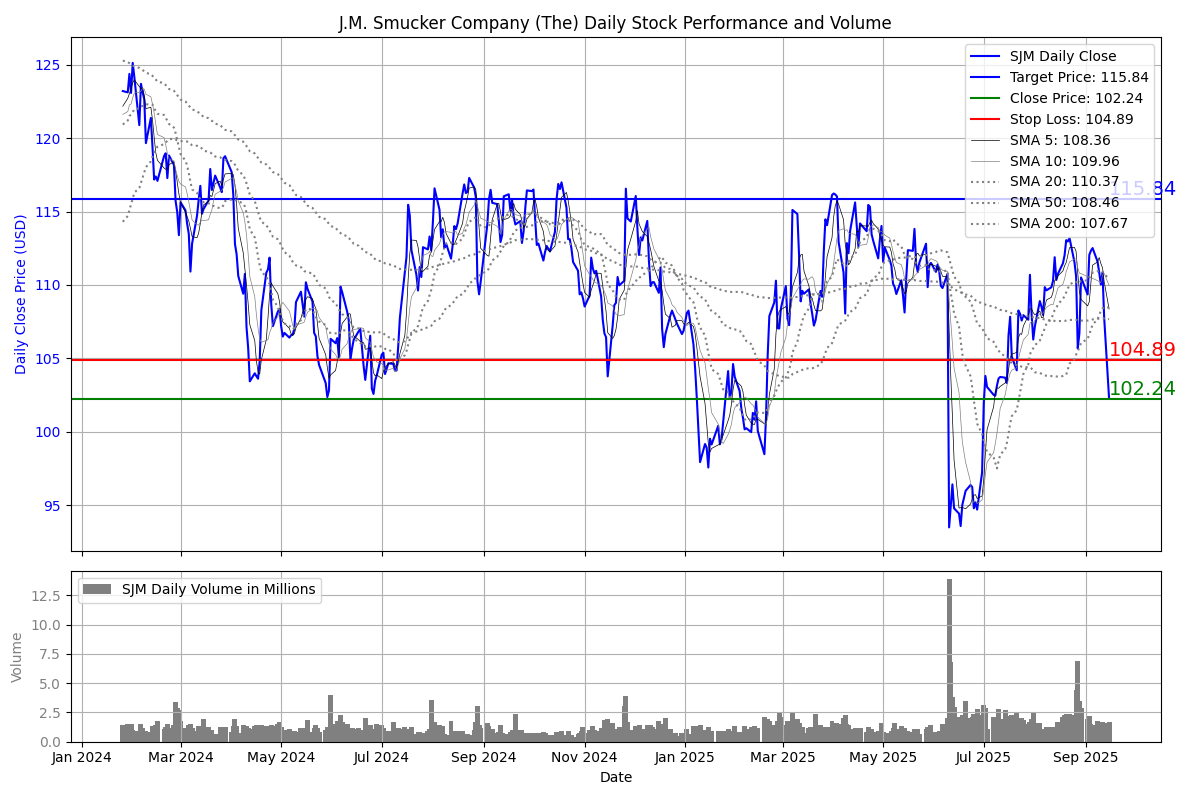 J.M. Smucker Company (The) Daily Stock Performance and Volume
SJM Daily Close
Target Price: 115.84
Close Price: 102.24
Stop Loss: 104.89
SMA 5: 108.36
SMA 10: 109.96
SMA 20: 110.37
SMA 50: 108.46
SMA 200: 107.67
115.84
104.89
102.24
Daily Close Price (USD)
125
120
115
110
105
100
95
SJM Daily Volume in Millions
Volume
12.5
10.0
7.5
5.0
2.5
0.0
Jan 2024 Mar 2024 May 2024 Jul 2024 Sep 2024 Nov 2024 Jan 2025 Mar 2025 May 2025 Jul 2025 Sep 2025
Date